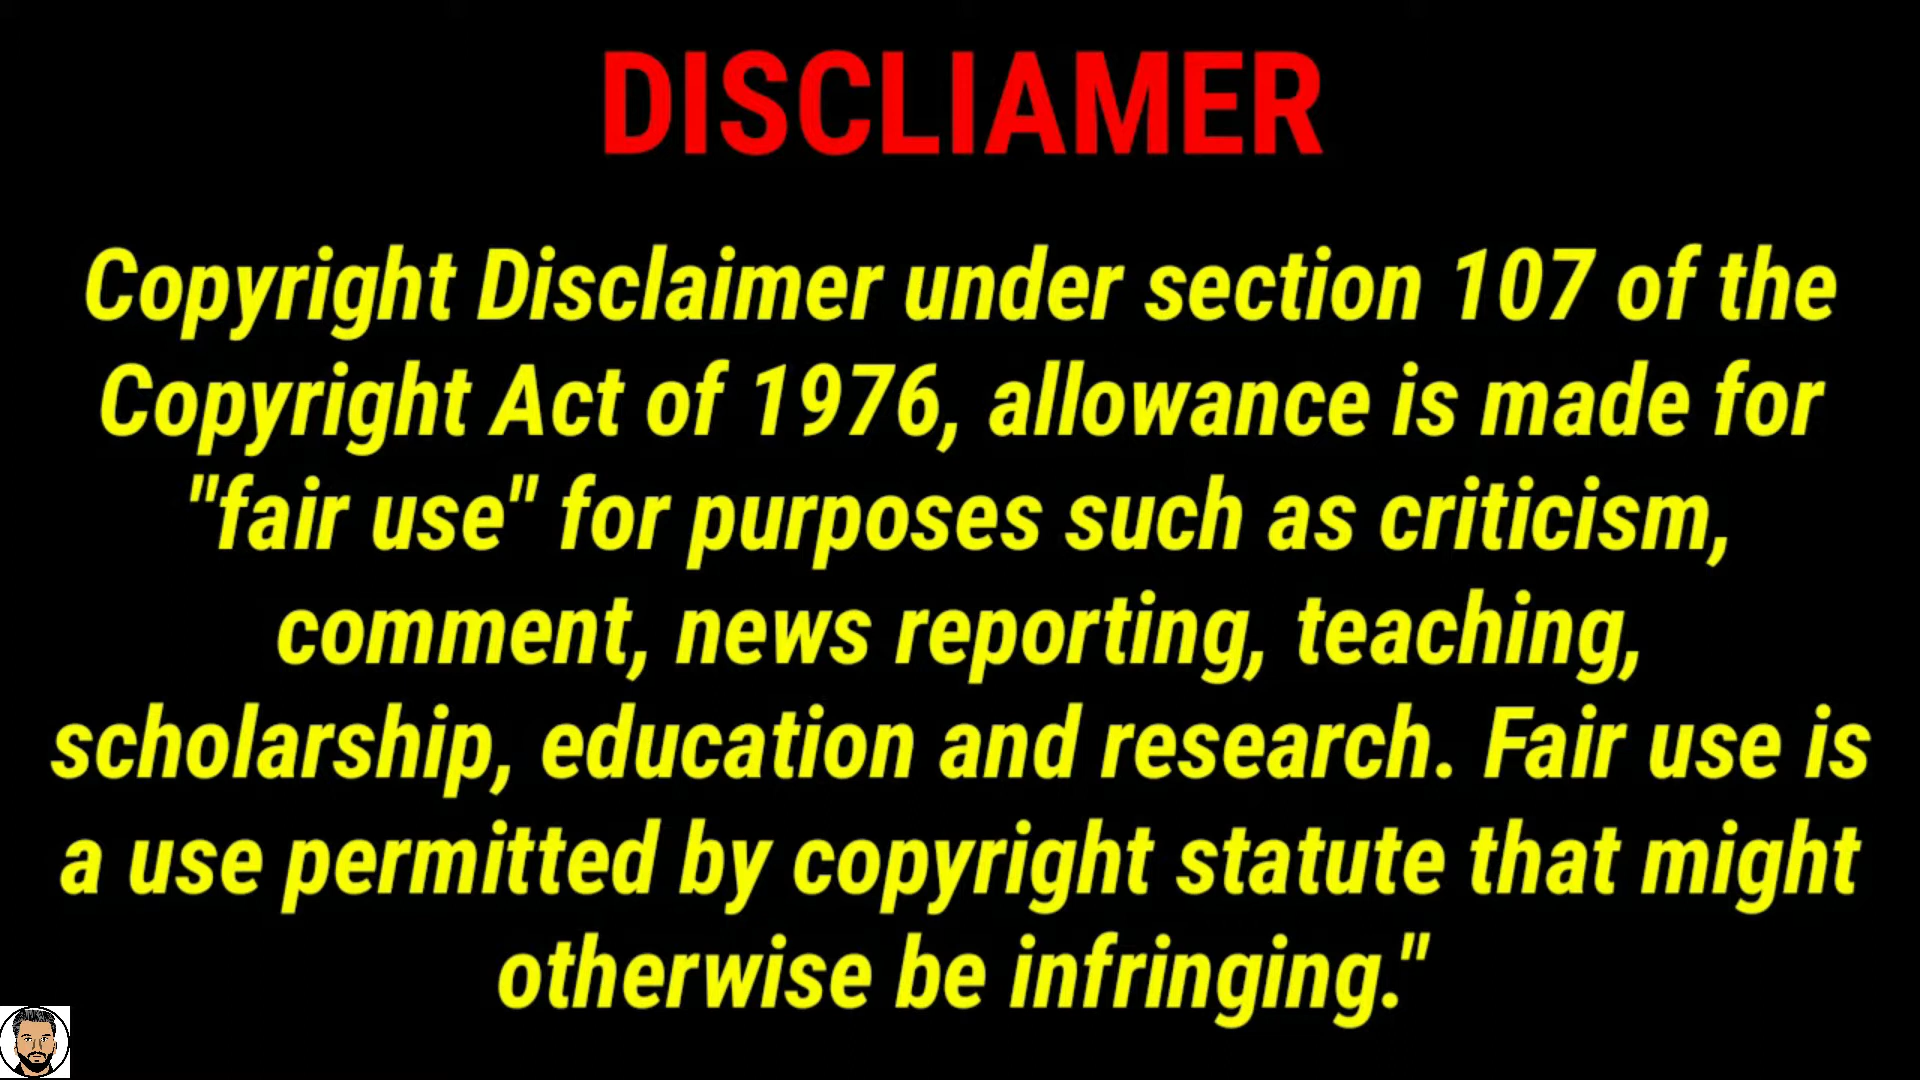 DISCLIAMER
Copyright Disclaimer under section 107 of the
Copyright Act of 1976, allowance is made for
"fair use" for purposes such as criticism,
comment, news reporting, teaching,
scholarship, education and research. Fair use is
a use permitted by copyright statute that might
otherwise be infringing."